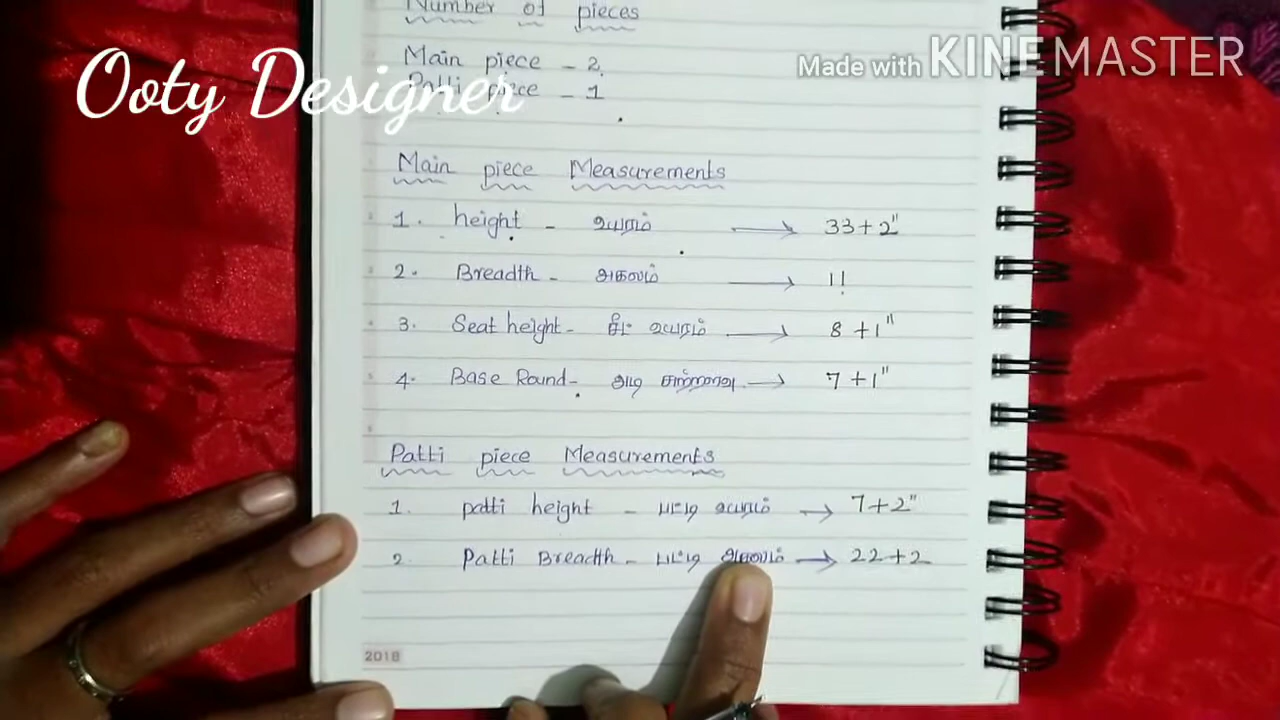 Number of pieces
Ooty Designer
Made with KINEMASTER
Main piece - 2
Patti piece - 1
Main piece Measurements
1. height - உயரம் → 33+2"
2. Breadth - அகலம் → 11
3. Seat height - சீட் உயரம் → 8 +1"
4. Base Round - அடி சுற்றளவு → 7 +1"
Patti piece Measurements
1. patti height - பட்டி உயரம் → 7+2"
2. Patti Breadth - பட்டி அகலம் → 22+2
2018